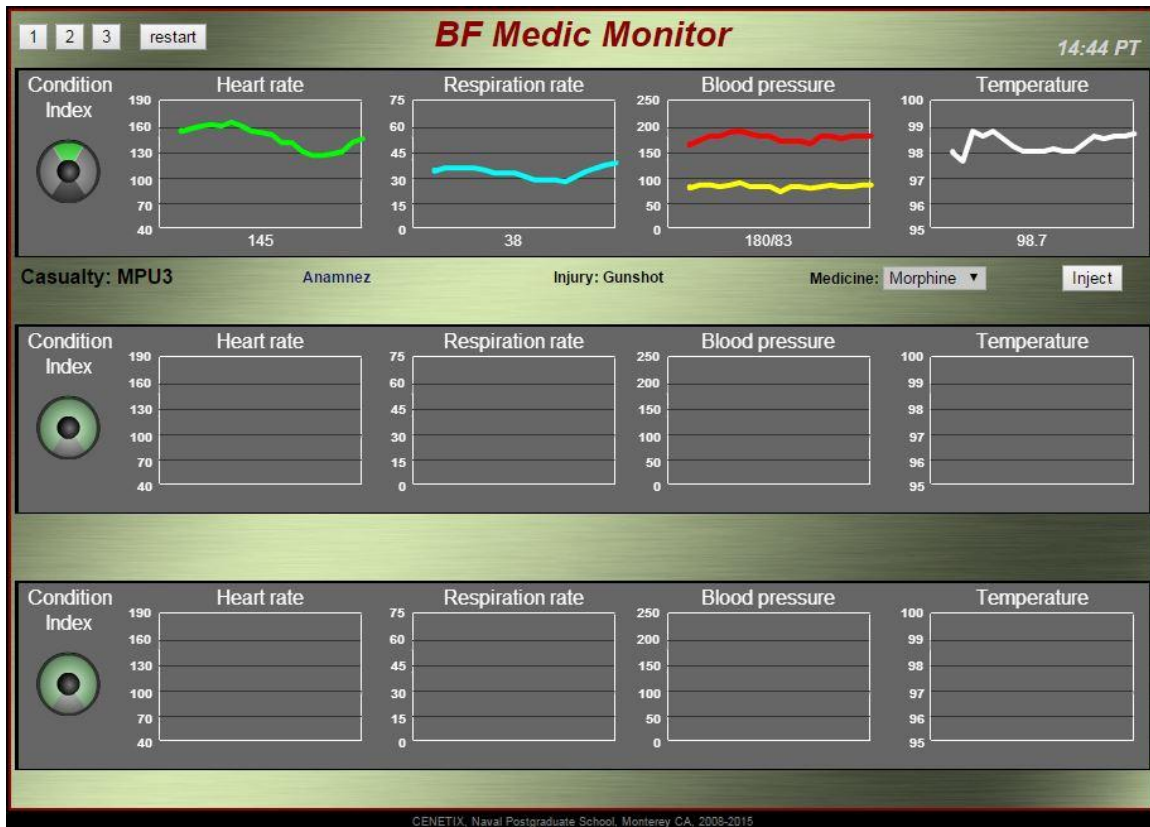 1 2 3 restart BF Medic Monitor 14:44 PT
Condition Index Heart rate Respiration rate Blood pressure Temperature
190 75 250 100
160 60 200 99
130 45 150 98
100 30 100 97
70 15 50 96
40 0 0 95
145 38 180/83 98.7
Casualty: MPU3 Anamnez Injury: Gunshot Medicine: Morphine ▼ Inject
Condition Index Heart rate Respiration rate Blood pressure Temperature
190 75 250 100
160 60 200 99
130 45 150 98
100 30 100 97
70 15 50 96
40 0 0 95
Condition Index Heart rate Respiration rate Blood pressure Temperature
190 75 250 100
160 60 200 99
130 45 150 98
100 30 100 97
70 15 50 96
40 0 0 95
CENETIX, Naval Postgraduate School, Monterey CA, 2008-2015